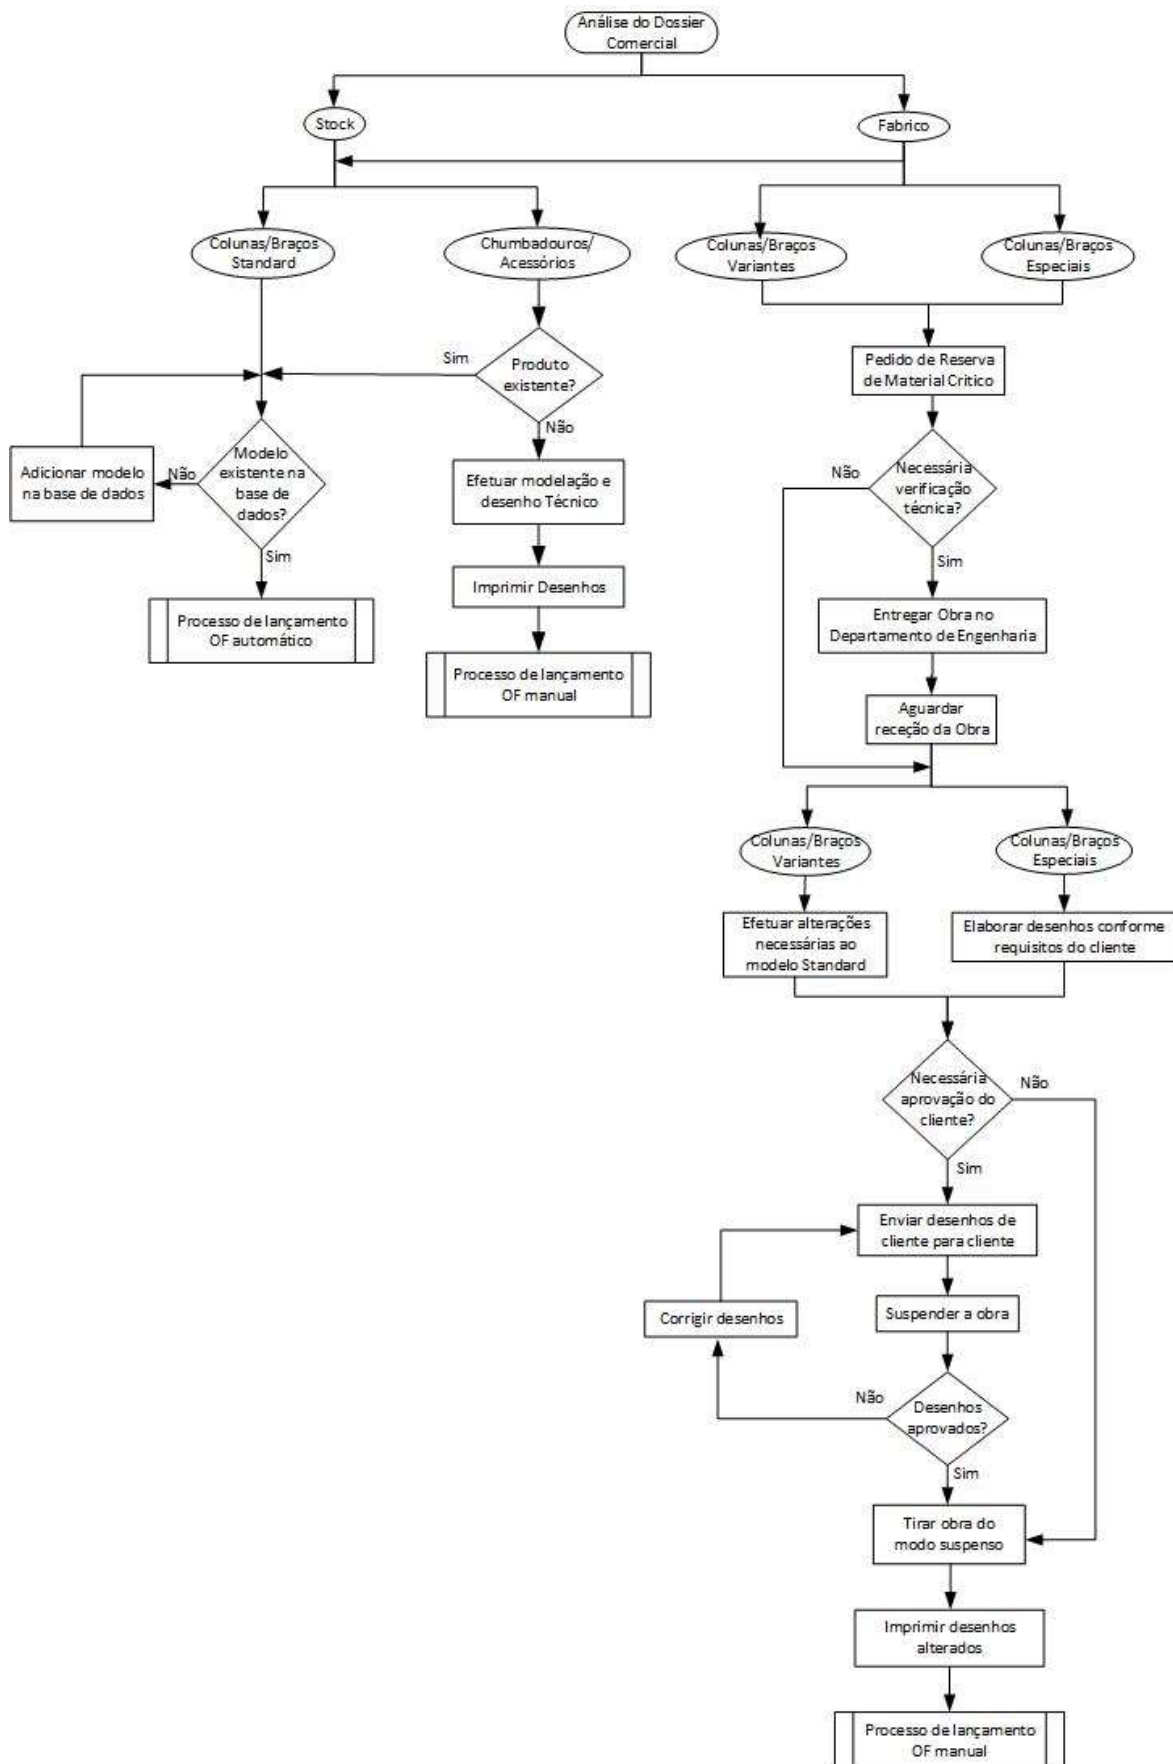 Análise do Dossier
Comercial
Stock
Fabrico
Colunas/Braços
Standard
Chumbadouros/
Acessórios
Colunas/Braços
Variantes
Colunas/Braços
Especiais
Sim
Produto
existente?
Não
Pedido de Reserva
de Material Critico
Adicionar modelo
na base de dados
Não
Modelo
existente na
base de
dados?
Sim
Efetuar modelação e
desenho Técnico
Não
Necessária
verificação
técnica?
Sim
Imprimir Desenhos
Processo de lançamento
OF automático
Entregar Obra no
Departamento de Engenharia
Processo de lançamento
OF manual
Aguardar
receção da Obra
Colunas/Braços
Variantes
Colunas/Braços
Especiais
Efetuar alterações
necessárias ao
modelo Standard
Elaborar desenhos conforme
requisitos do cliente
Necessária
aprovação do
cliente?
Não
Sim
Enviar desenhos de
cliente para cliente
Corrigir desenhos
Suspender a obra
Não
Desenhos
aprovados?
Sim
Tirar obra do
modo suspenso
Imprimir desenhos
alterados
Processo de lançamento
OF manual